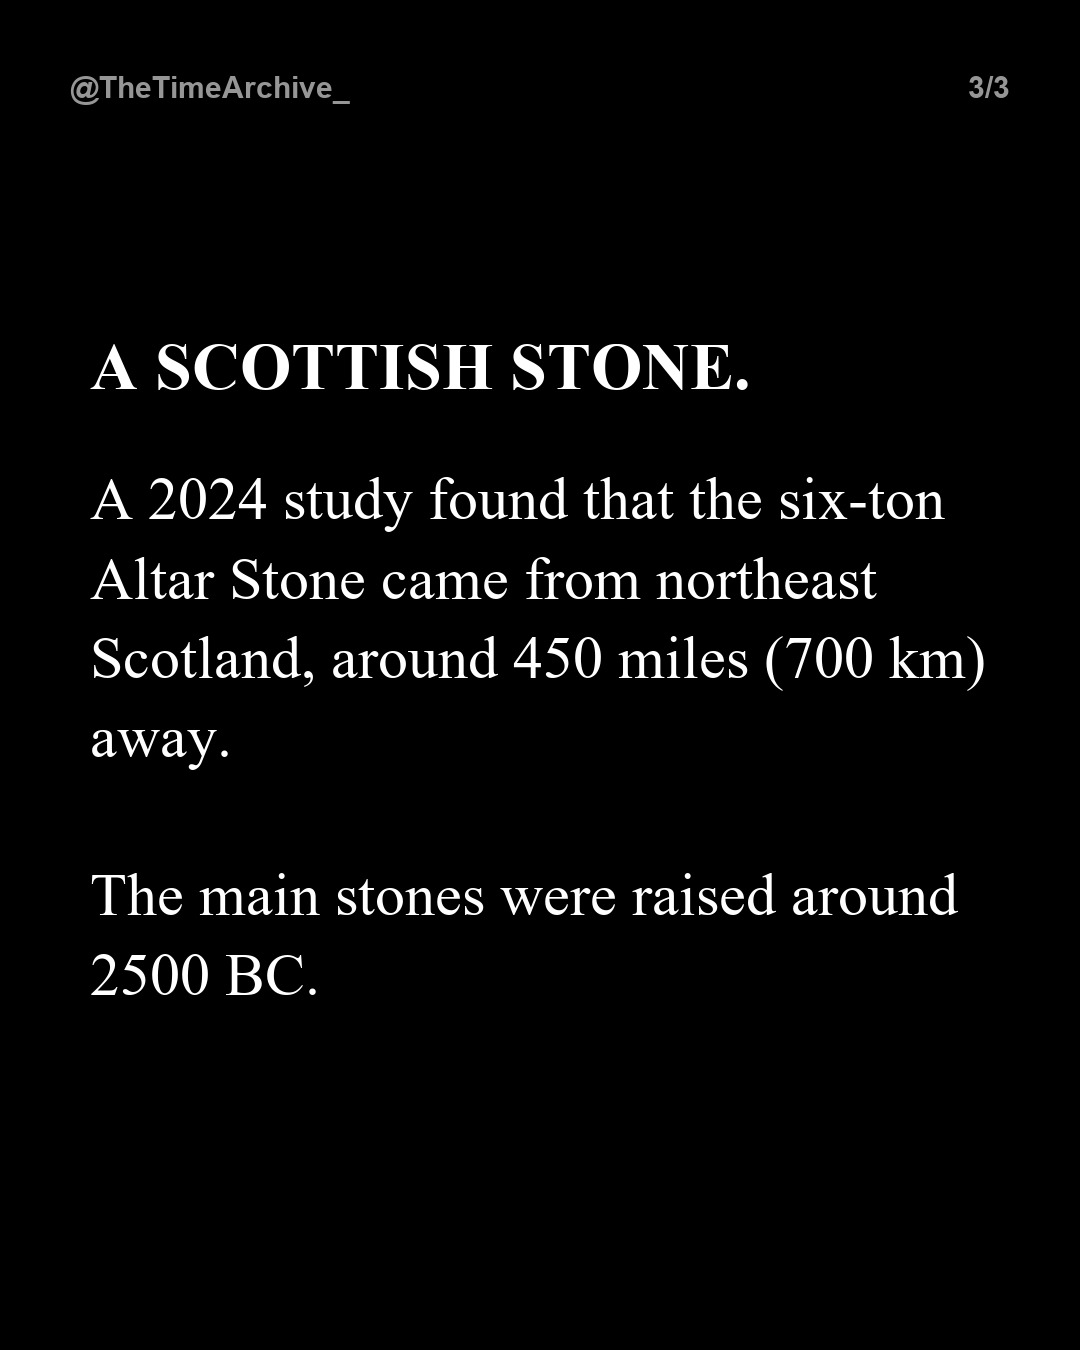 @TheTimeArchive_
3/3
A SCOTTISH STONE.
A 2024 study found that the six-ton
Altar Stone came from northeast
Scotland, around 450 miles (700 km)
away.
The main stones were raised around
2500 BC.